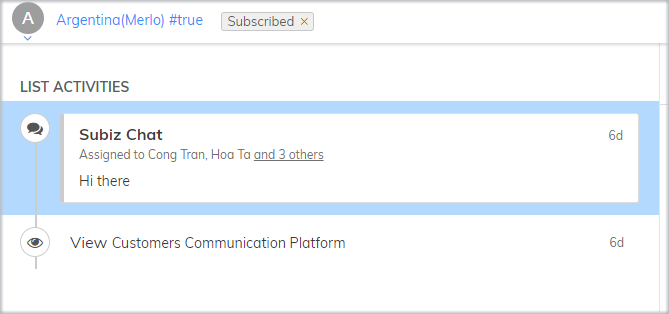 A
Argentina(Merlo) #true
Subscribed ×
LIST ACTIVITIES
Subiz Chat
6d
Assigned to Cong Tran, Hoa Ta and 3 others
Hi there
View Customers Communication Platform
6d